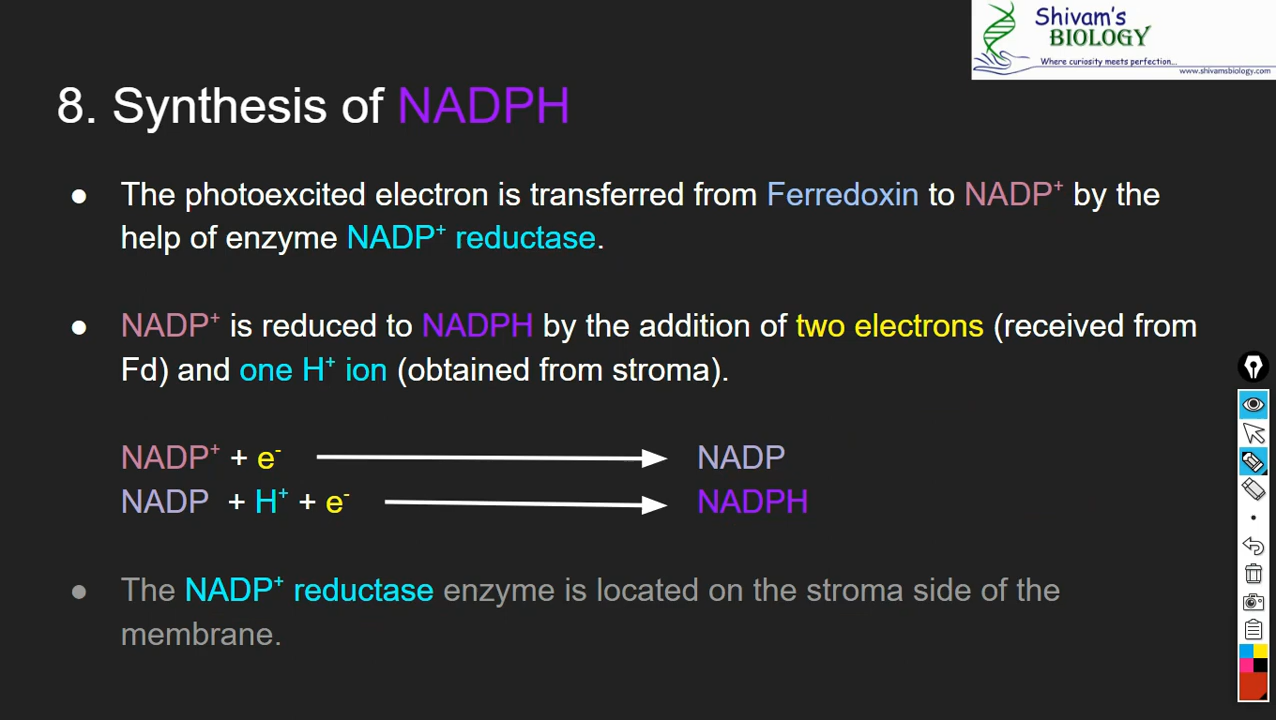 Shivam's
BIOLOGY
Where curiosity meets perfection...
www.shivamsbiology.com
8. Synthesis of NADPH
● The photoexcited electron is transferred from Ferredoxin to NADP⁺ by the
help of enzyme NADP⁺ reductase.
● NADP⁺ is reduced to NADPH by the addition of two electrons (received from
Fd) and one H⁺ ion (obtained from stroma).
NADP⁺ + e⁻ ⟶ NADP
NADP + H⁺ + e⁻ ⟶ NADPH
● The NADP⁺ reductase enzyme is located on the stroma side of the
membrane.